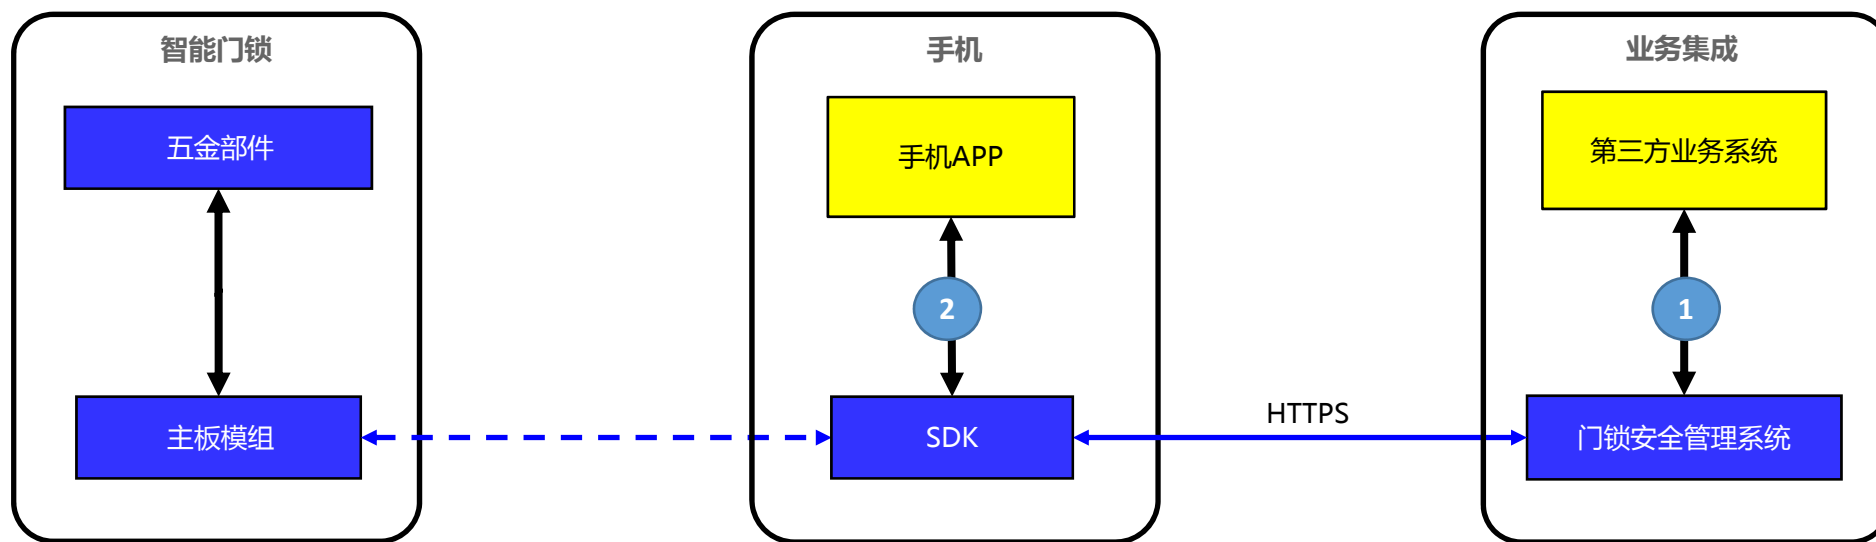 智能门锁
手机
业务集成
五金部件
手机APP
第三方业务系统
2
1
HTTPS
主板模组
SDK
门锁安全管理系统